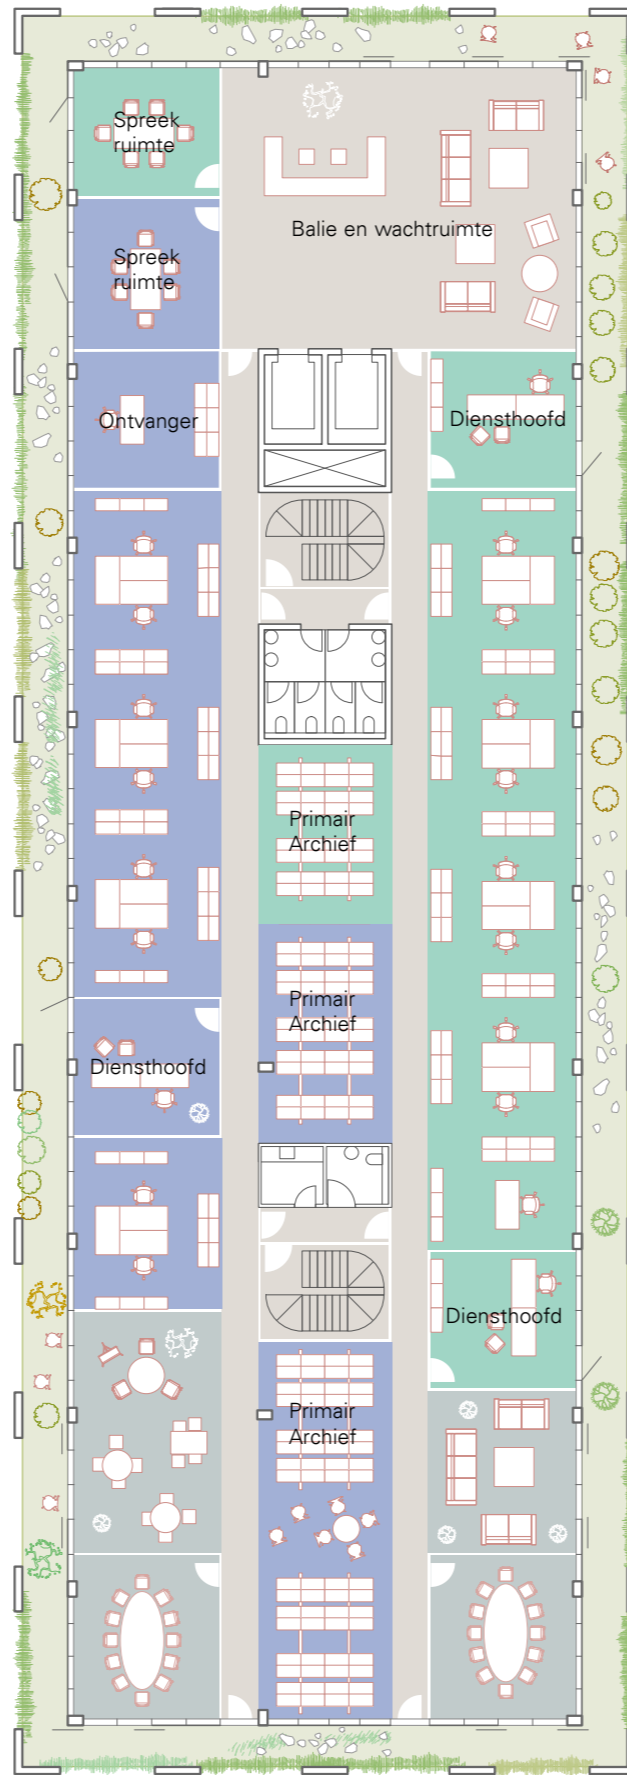 Spreek
ruimte
Balie en wachtruimte
Spreek
ruimte
Ontvanger
Diensthoofd
Primair
Archief
Primair
Archief
Diensthoofd
Diensthoofd
Primair
Archief